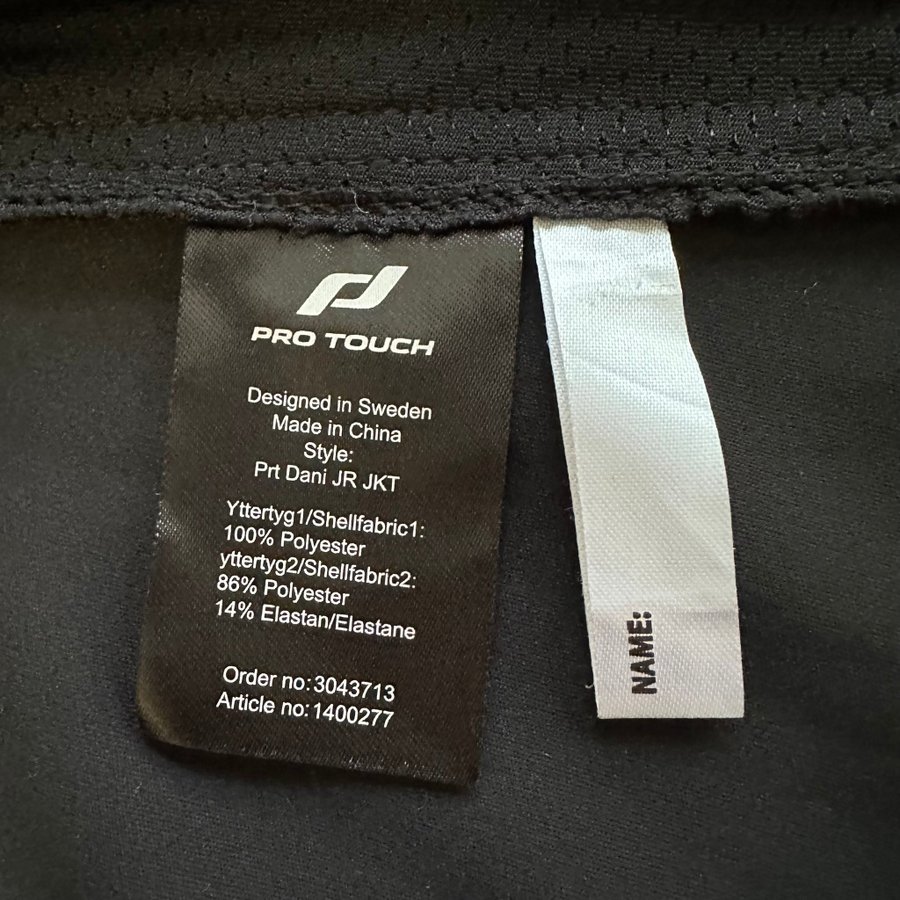 PRO TOUCH
Designed in Sweden
Made in China
Style:
Prt Dani JR JKT
Yttertyg1/Shellfabric1:
100% Polyester
yttertyg2/Shellfabric2:
86% Polyester
14% Elastan/Elastane
Order no:3043713
Article no:1400277
NAME: